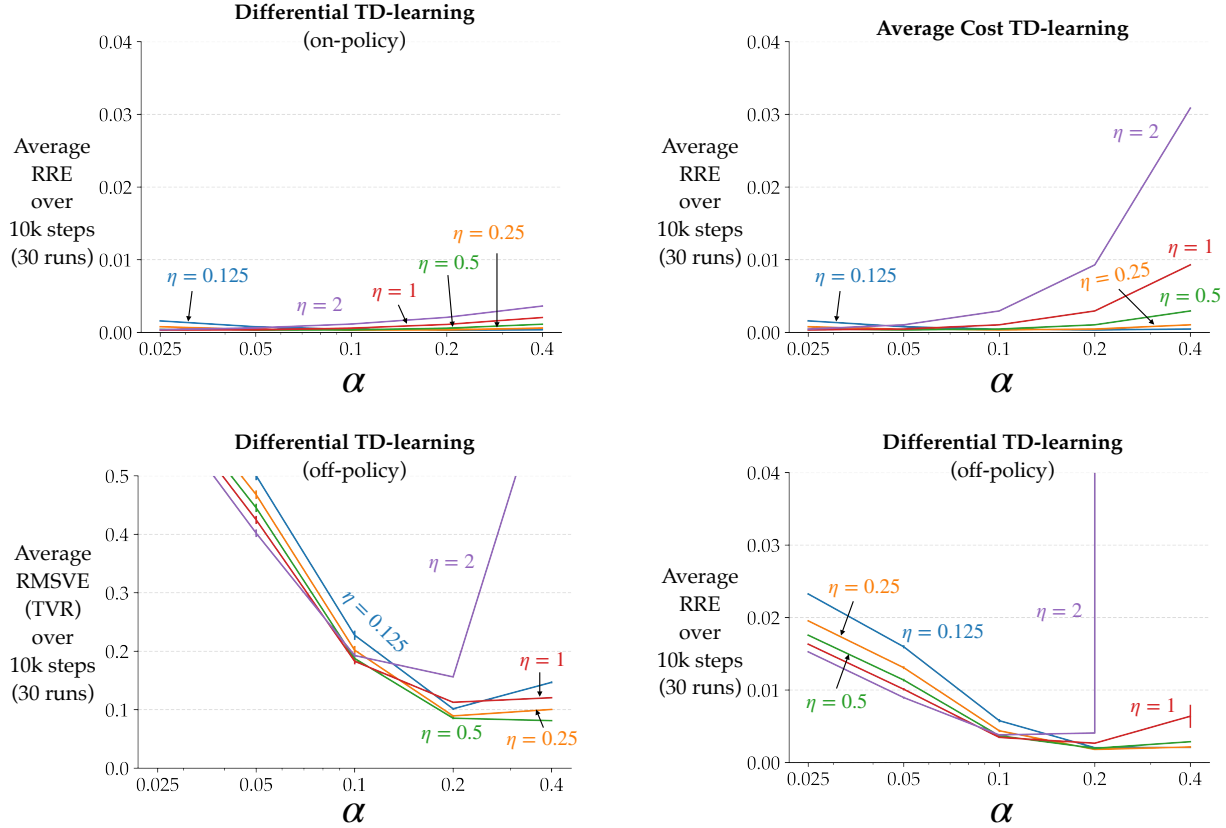 Differential TD-learning
(on-policy)
0.04
0.03
0.02
0.01
0.00
Average
RRE
over
10k steps
(30 runs)
η = 0.125
η = 2
η = 1
η = 0.5
η = 0.25
0.025
0.05
0.1
0.2
0.4
α
Average Cost TD-learning
0.04
0.03
0.02
0.01
0.00
Average
RRE
over
10k steps
(30 runs)
η = 2
η = 1
η = 0.25
η = 0.5
η = 0.125
0.025
0.05
0.1
0.2
0.4
α
Differential TD-learning
(off-policy)
0.5
0.4
0.3
0.2
0.1
0.0
Average
RMSVE
(TVR)
over
10k steps
(30 runs)
η = 2
η = 0.125
η = 1
η = 0.5
η = 0.25
0.025
0.05
0.1
0.2
0.4
α
Differential TD-learning
(off-policy)
0.04
0.03
0.02
0.01
0.00
Average
RRE
over
10k steps
(30 runs)
η = 0.25
η = 0.125
η = 2
η = 0.5
η = 1
0.025
0.05
0.1
0.2
0.4
α